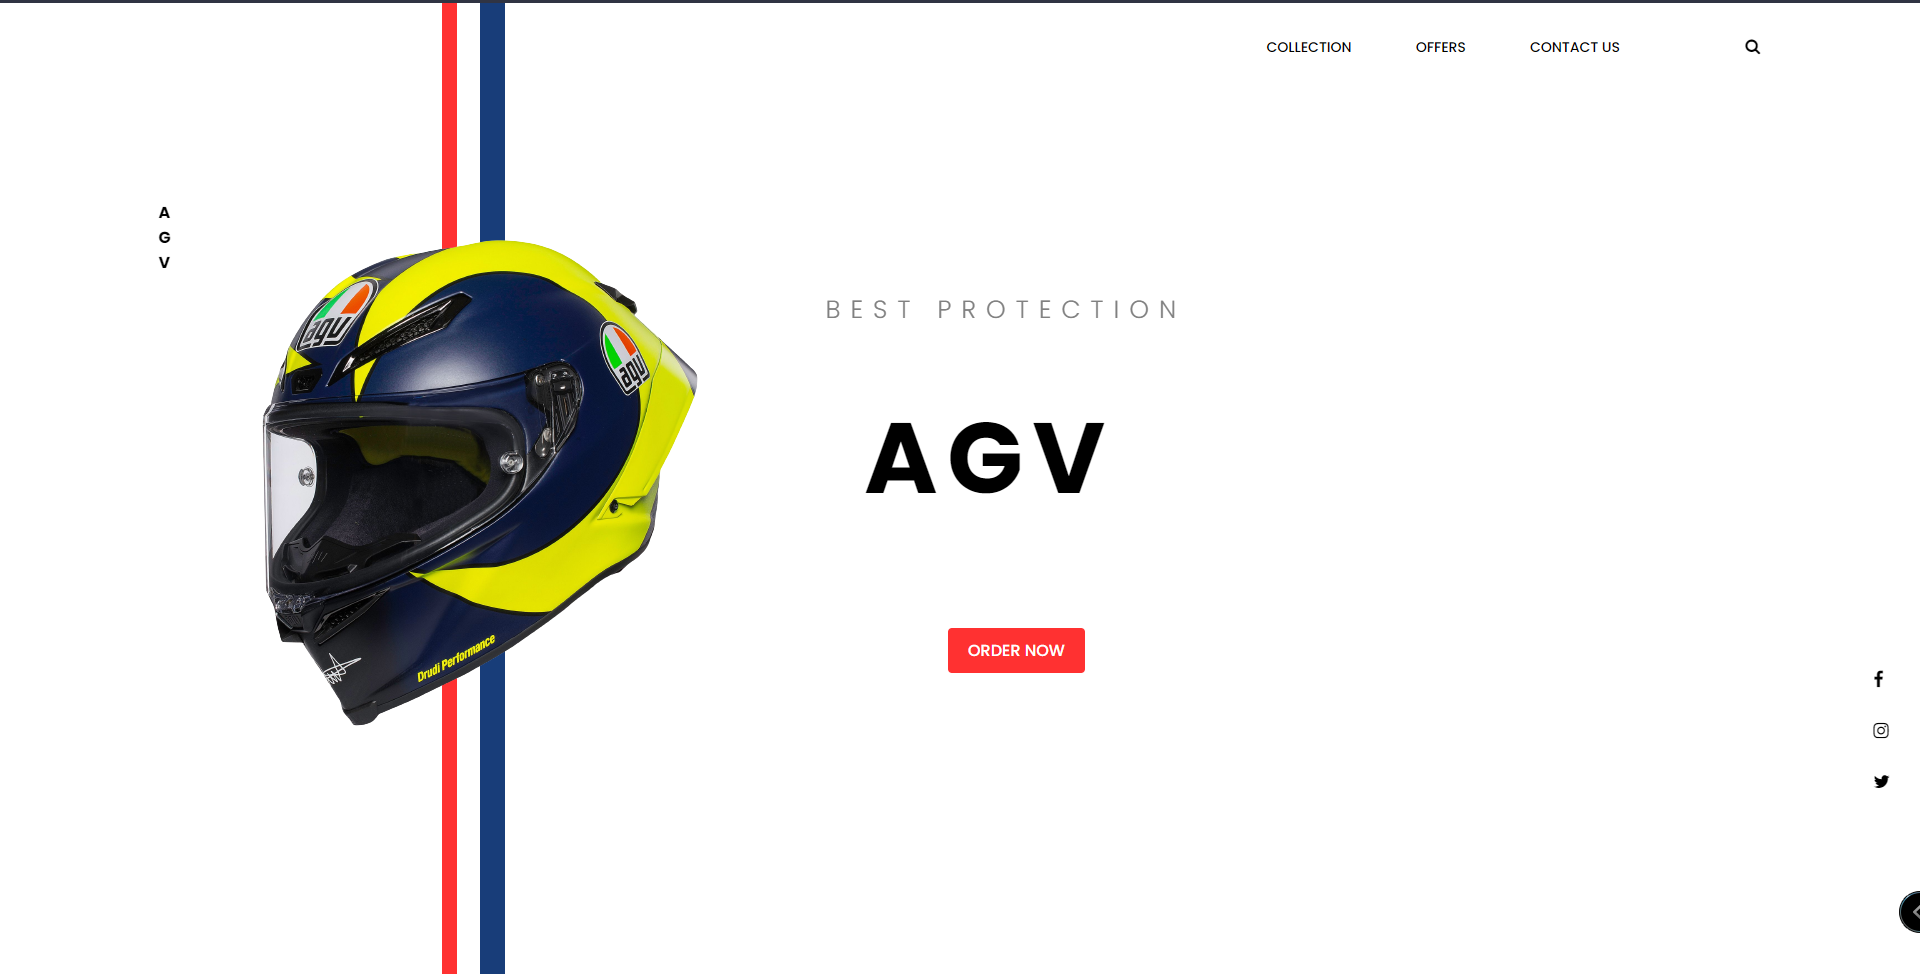 COLLECTION OFFERS CONTACT US
A
G
V
BEST PROTECTION
agv
agv
AGV
ORDER NOW
Drudi Performance